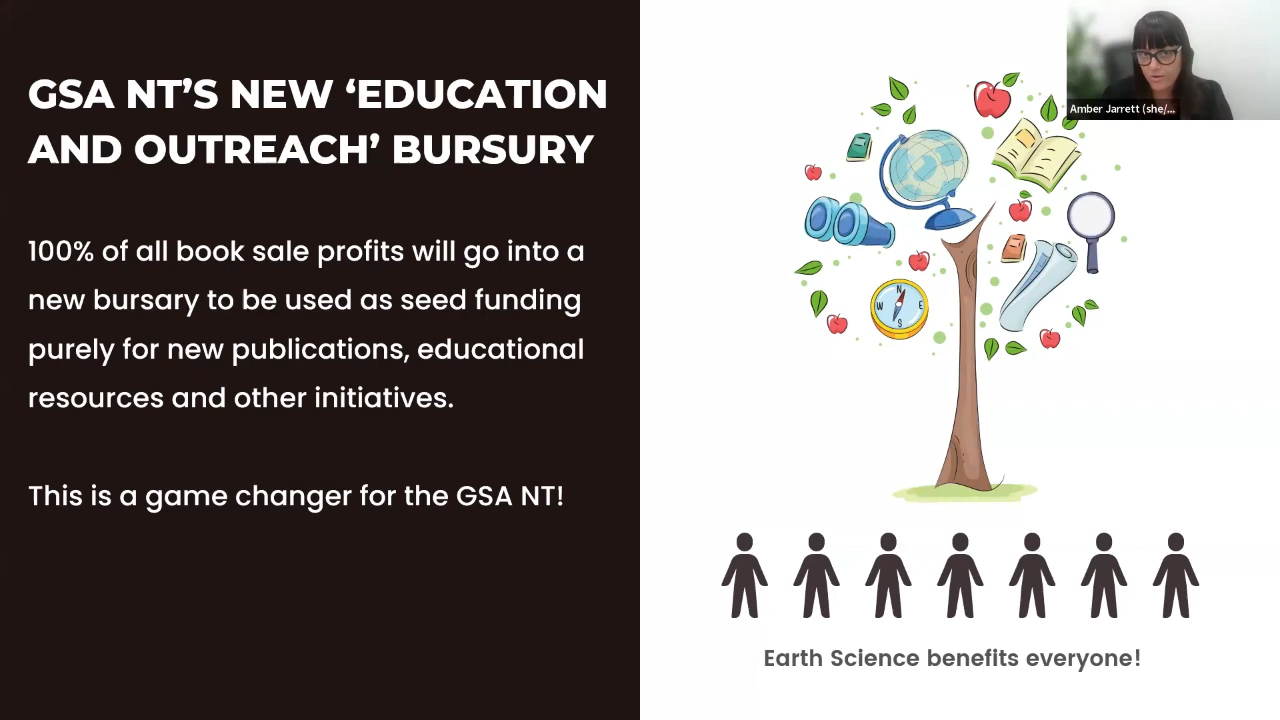 GSA NT’S NEW ‘EDUCATION
AND OUTREACH’ BURSURY
100% of all book sale profits will go into a
new bursary to be used as seed funding
purely for new publications, educational
resources and other initiatives.
This is a game changer for the GSA NT!
Amber Jarrett (she/...
N
W E
S
Earth Science benefits everyone!